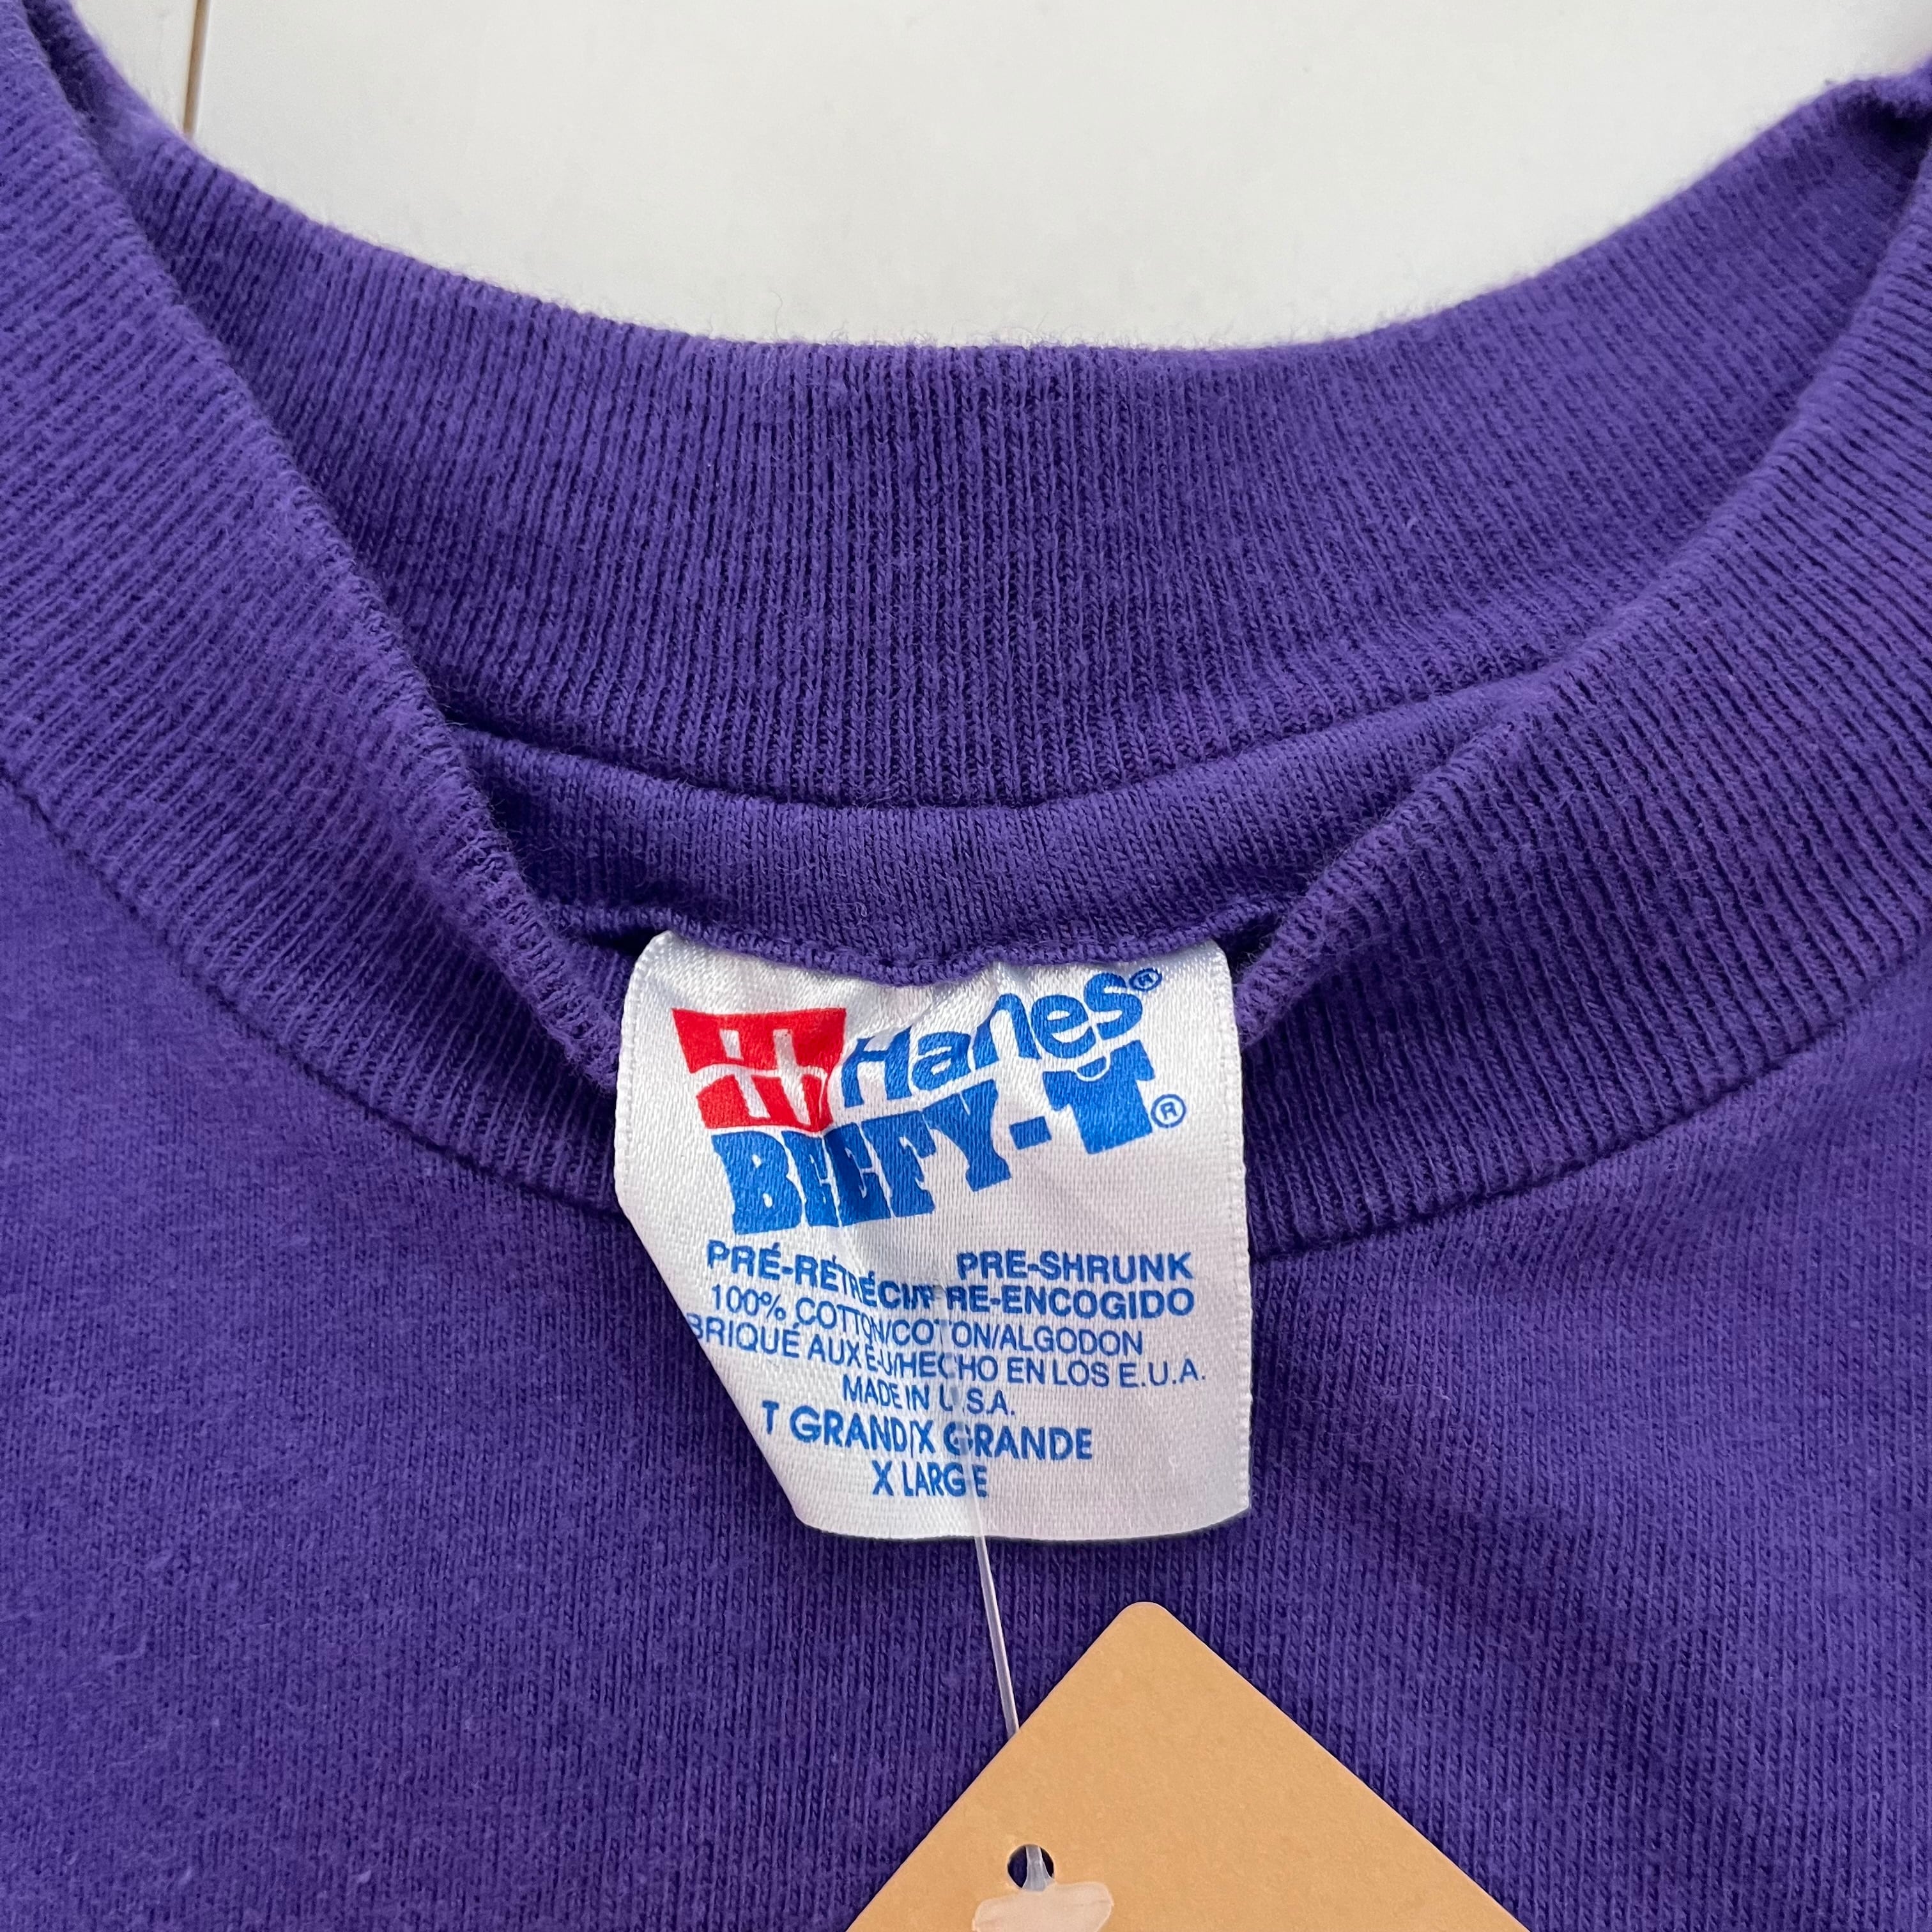 Hanes®
BEEFY-T®
PRÉ-RÉTRÉCI PRE-SHRUNK
PRE-ENCOGIDO
100% COTTON/COTON/ALGODON
BRIQUÉ AUX É-U/HECHO EN LOS E.U.A.
MADE IN U.S.A.
T GRAND/X GRANDE
X LARGE